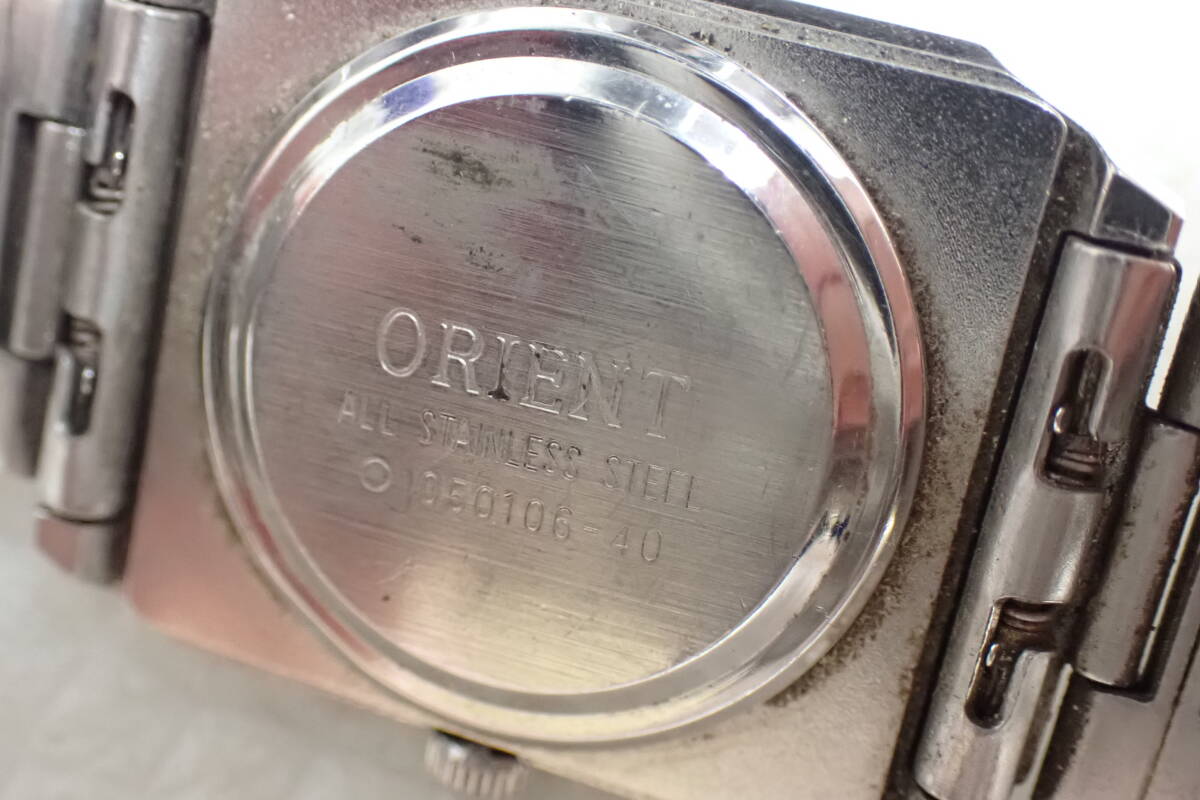 ORIENT
ALL STAINLESS STEEL
J050106-40